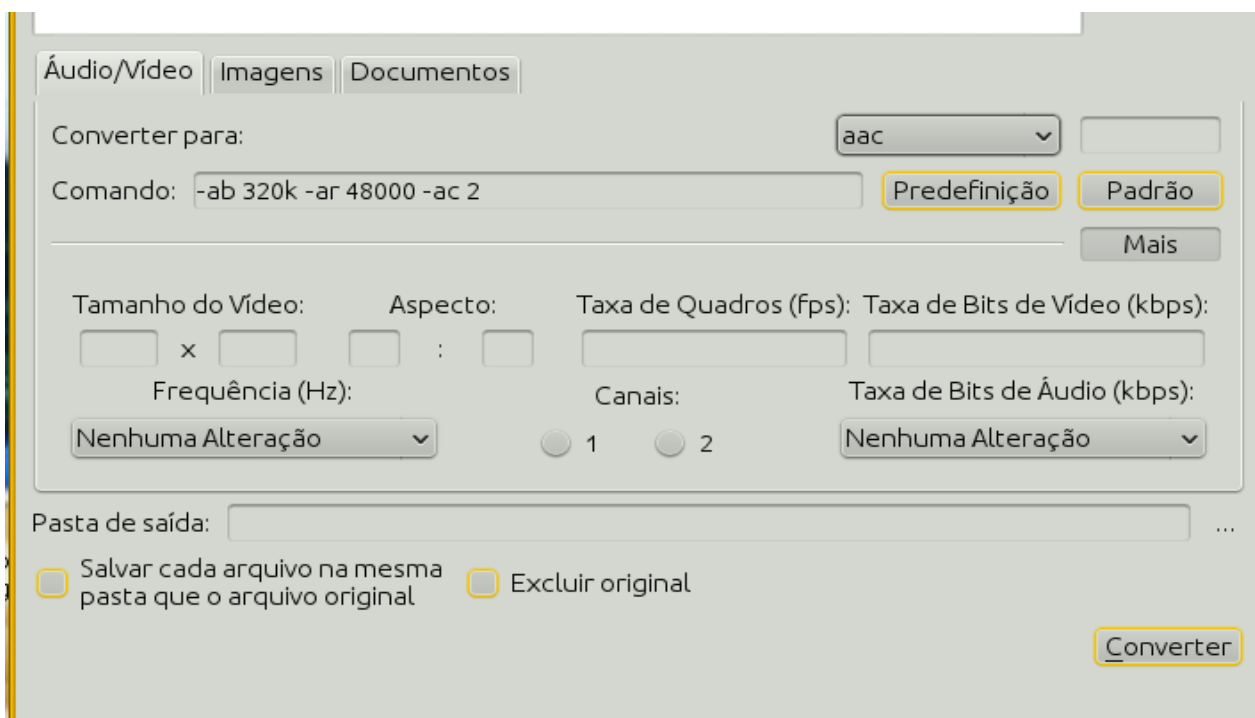 Áudio/Vídeo Imagens Documentos
Converter para: aac
Comando: -ab 320k -ar 48000 -ac 2 Predefinição Padrão
Mais
Tamanho do Vídeo: Aspecto: Taxa de Quadros (fps): Taxa de Bits de Vídeo (kbps):
x :
Frequência (Hz): Canais: Taxa de Bits de Áudio (kbps):
Nenhuma Alteração 1 2 Nenhuma Alteração
Pasta de saída: ...
Salvar cada arquivo na mesma
pasta que o arquivo original
Excluir original
Converter